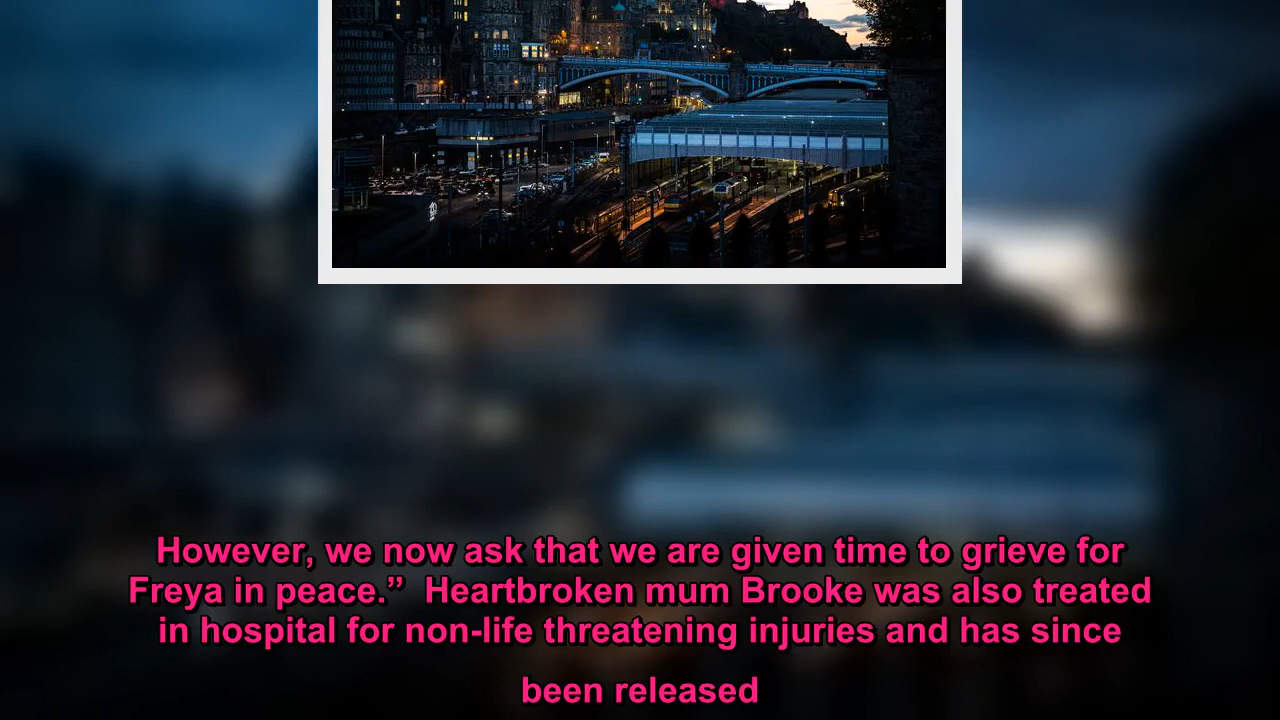 However, we now ask that we are given time to grieve for
Freya in peace.”  Heartbroken mum Brooke was also treated
in hospital for non-life threatening injuries and has since
been released